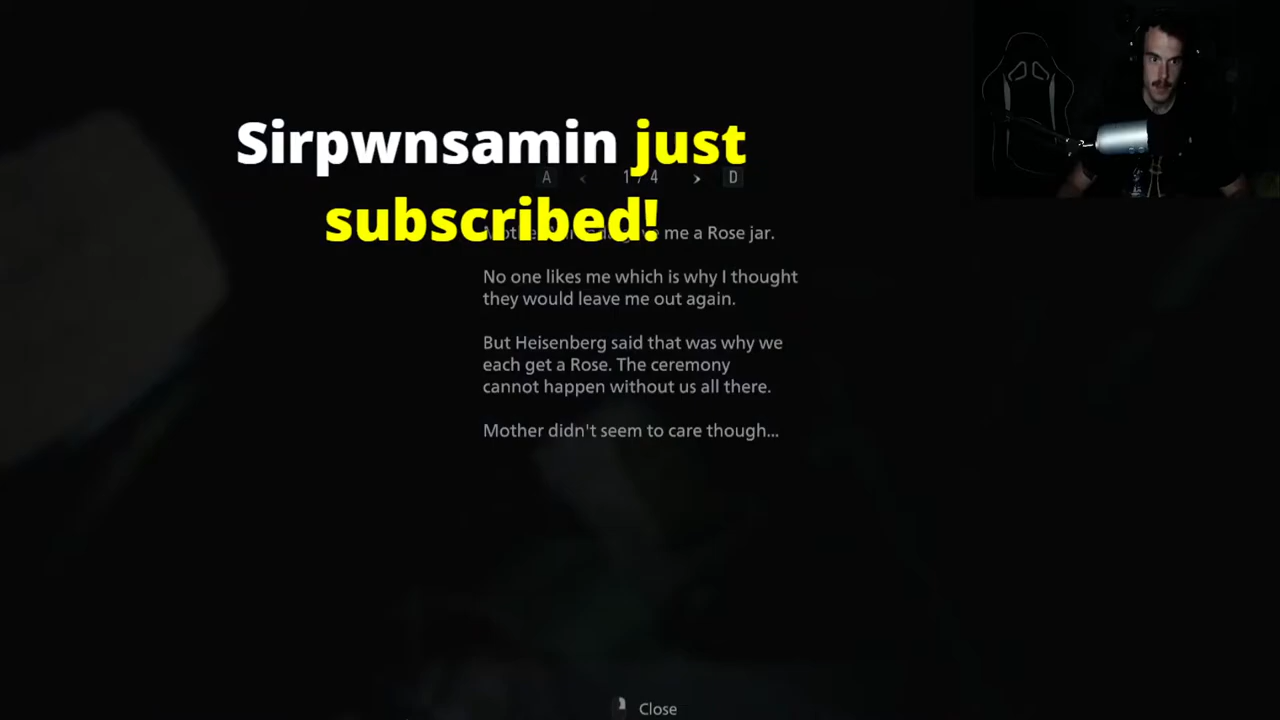 Sirpwnsamin just
subscribed!
A < 1 / 4 > D
me a Rose jar.
No one likes me which is why I thought
they would leave me out again.
But Heisenberg said that was why we
each get a Rose. The ceremony
cannot happen without us all there.
Mother didn't seem to care though...
Close